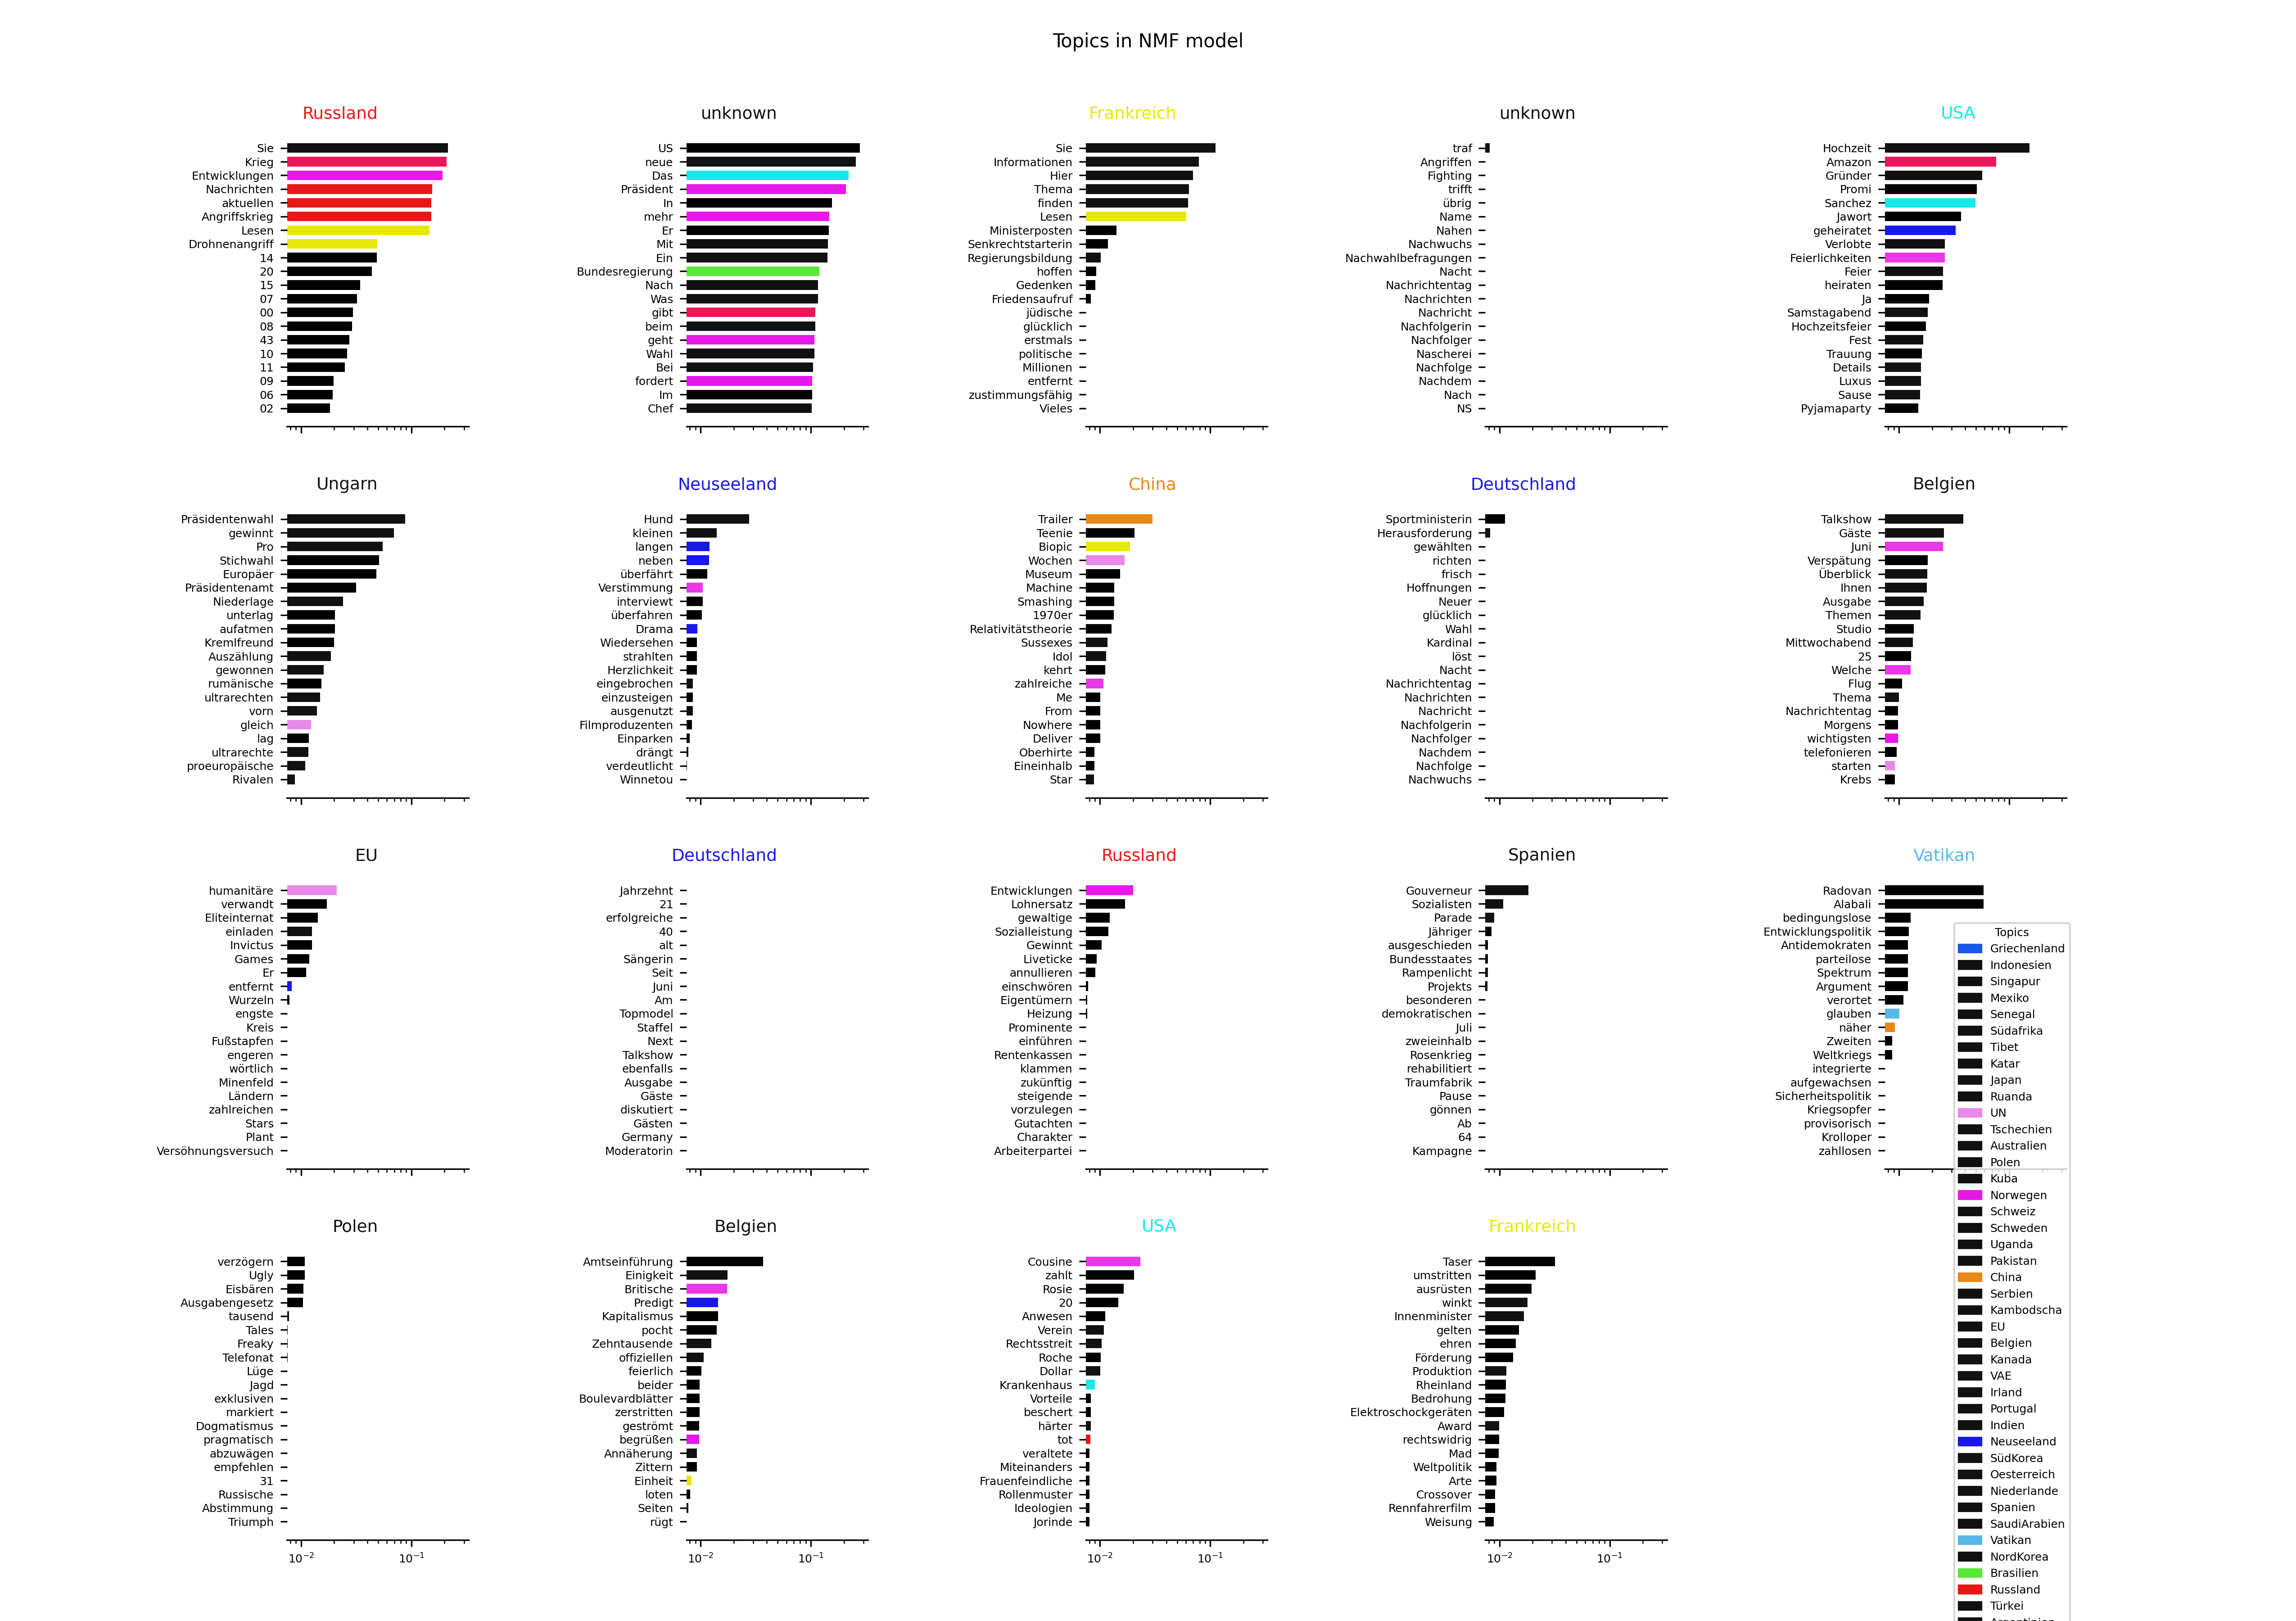 Topics in NMF model
Russland
Sie
Krieg
Entwicklungen
Nachrichten
aktuellen
Angriffskrieg
Lesen
Drohnenangriff
14
20
15
07
00
08
43
10
11
09
06
02
unknown
US
neue
Das
Präsident
In
mehr
Er
Mit
Ein
Bundesregierung
Nach
Was
gibt
beim
geht
Wahl
Bei
fordert
Im
Chef
Frankreich
Sie
Informationen
Hier
Thema
finden
Lesen
Ministerposten
Senkrechtstarterin
Regierungsbildung
hoffen
Gedenken
Friedensaufruf
jüdische
glücklich
erstmals
politische
Millionen
entfernt
zustimmungsfähig
Vieles
unknown
traf
Angriffen
Fighting
trifft
übrig
Name
Nahen
Nachwuchs
Nachwahlbefragungen
Nacht
Nachrichtentag
Nachrichten
Nachricht
Nachfolgerin
Nachfolger
Nascherei
Nachfolge
Nachdem
Nach
NS
USA
Hochzeit
Amazon
Gründer
Promi
Sanchez
Jawort
geheiratet
Verlobte
Feierlichkeiten
Feier
heiraten
Ja
Samstagabend
Hochzeitsfeier
Fest
Trauung
Details
Luxus
Sause
Pyjamaparty
Ungarn
Präsidentenwahl
gewinnt
Pro
Stichwahl
Europäer
Präsidentenamt
Niederlage
unterlag
aufatmen
Kremlfreund
Auszählung
gewonnen
rumänische
ultrarechten
vorn
gleich
lag
ultrarechte
proeuropäische
Rivalen
Neuseeland
Hund
kleinen
langen
neben
überfährt
Verstimmung
interviewt
überfahren
Drama
Wiedersehen
strahlten
Herzlichkeit
eingebrochen
einzusteigen
ausgenutzt
Filmproduzenten
Einparken
drängt
verdeutlicht
Winnetou
China
Trailer
Teenie
Biopic
Wochen
Museum
Machine
Smashing
1970er
Relativitätstheorie
Sussexes
Idol
kehrt
zahlreiche
Me
From
Nowhere
Deliver
Oberhirte
Eineinhalb
Star
Deutschland
Sportministerin
Herausforderung
gewählten
richten
frisch
Hoffnungen
Neuer
glücklich
Wahl
Kardinal
löst
Nacht
Nachrichtentag
Nachrichten
Nachricht
Nachfolgerin
Nachfolger
Nachdem
Nachfolge
Nachwuchs
Belgien
Talkshow
Gäste
Juni
Verspätung
Überblick
Ihnen
Ausgabe
Themen
Studio
Mittwochabend
25
Welche
Flug
Thema
Nachrichtentag
Morgens
wichtigsten
telefonieren
starten
Krebs
EU
humanitäre
verwandt
Eliteinternat
einladen
Invictus
Games
Er
entfernt
Wurzeln
engste
Kreis
Fußstapfen
engeren
wörtlich
Minenfeld
Ländern
zahlreichen
Stars
Plant
Versöhnungsversuch
Deutschland
Jahrzehnt
21
erfolgreiche
40
alt
Sängerin
Seit
Juni
Am
Topmodel
Staffel
Next
Talkshow
ebenfalls
Ausgabe
Gäste
diskutiert
Gästen
Germany
Moderatorin
Russland
Entwicklungen
Lohnersatz
gewaltige
Sozialleistung
Gewinnt
Liveticke
annullieren
einschwören
Eigentümern
Heizung
Prominente
einführen
Rentenkassen
klammen
zukünftig
steigende
vorzulegen
Gutachten
Charakter
Arbeiterpartei
Spanien
Gouverneur
Sozialisten
Parade
Jähriger
ausgeschieden
Bundesstaates
Rampenlicht
Projekts
besonderen
demokratischen
Juli
zweieinhalb
Rosenkrieg
rehabilitiert
Traumfabrik
Pause
gönnen
Ab
64
Kampagne
Vatikan
Radovan
Alabali
bedingungslose
Entwicklungspolitik
Antidemokraten
parteilose
Spektrum
Argument
verortet
glauben
näher
Zweiten
Weltkriegs
integrierte
aufgewachsen
Sicherheitspolitik
Kriegsopfer
provisorisch
Krolloper
zahllosen
Polen
verzögern
Ugly
Eisbären
Ausgabengesetz
tausend
Tales
Freaky
Telefonat
Lüge
Jagd
exklusiven
markiert
Dogmatismus
pragmatisch
abzuwägen
empfehlen
31
Russische
Abstimmung
Triumph
10⁻² 10⁻¹
Belgien
Amtseinführung
Einigkeit
Britische
Predigt
Kapitalismus
pocht
Zehntausende
offiziellen
feierlich
beider
Boulevardblätter
zerstritten
geströmt
begrüßen
Annäherung
Zittern
Einheit
loten
Seiten
rügt
10⁻² 10⁻¹
USA
Cousine
zahlt
Rosie
20
Anwesen
Verein
Rechtsstreit
Roche
Dollar
Krankenhaus
Vorteile
beschert
härter
tot
veraltete
Miteinanders
Frauenfeindliche
Rollenmuster
Ideologien
Jorinde
10⁻² 10⁻¹
Frankreich
Taser
umstritten
ausrüsten
winkt
Innenminister
gelten
ehren
Förderung
Produktion
Rheinland
Bedrohung
Elektroschockgeräten
Award
rechtswidrig
Mad
Weltpolitik
Arte
Crossover
Rennfahrerfilm
Weisung
10⁻² 10⁻¹
Topics
Griechenland
Indonesien
Singapur
Mexiko
Senegal
Südafrika
Tibet
Katar
Japan
Ruanda
UN
Tschechien
Australien
Polen
Kuba
Norwegen
Schweiz
Schweden
Uganda
Pakistan
China
Serbien
Kambodscha
EU
Belgien
Kanada
VAE
Irland
Portugal
Indien
Neuseeland
SüdKorea
Oesterreich
Niederlande
Spanien
SaudiArabien
Vatikan
NordKorea
Brasilien
Russland
Türkei